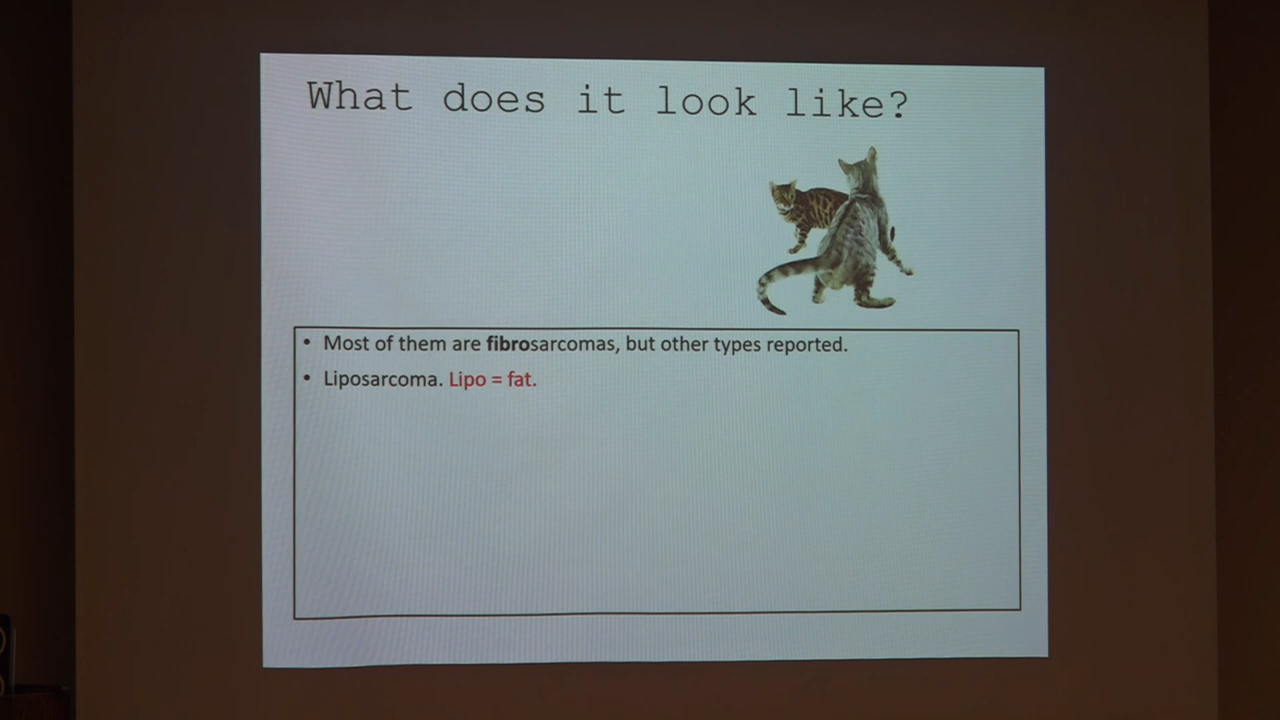 What does it look like?
• Most of them are fibrosarcomas, but other types reported.
• Liposarcoma. Lipo = fat.